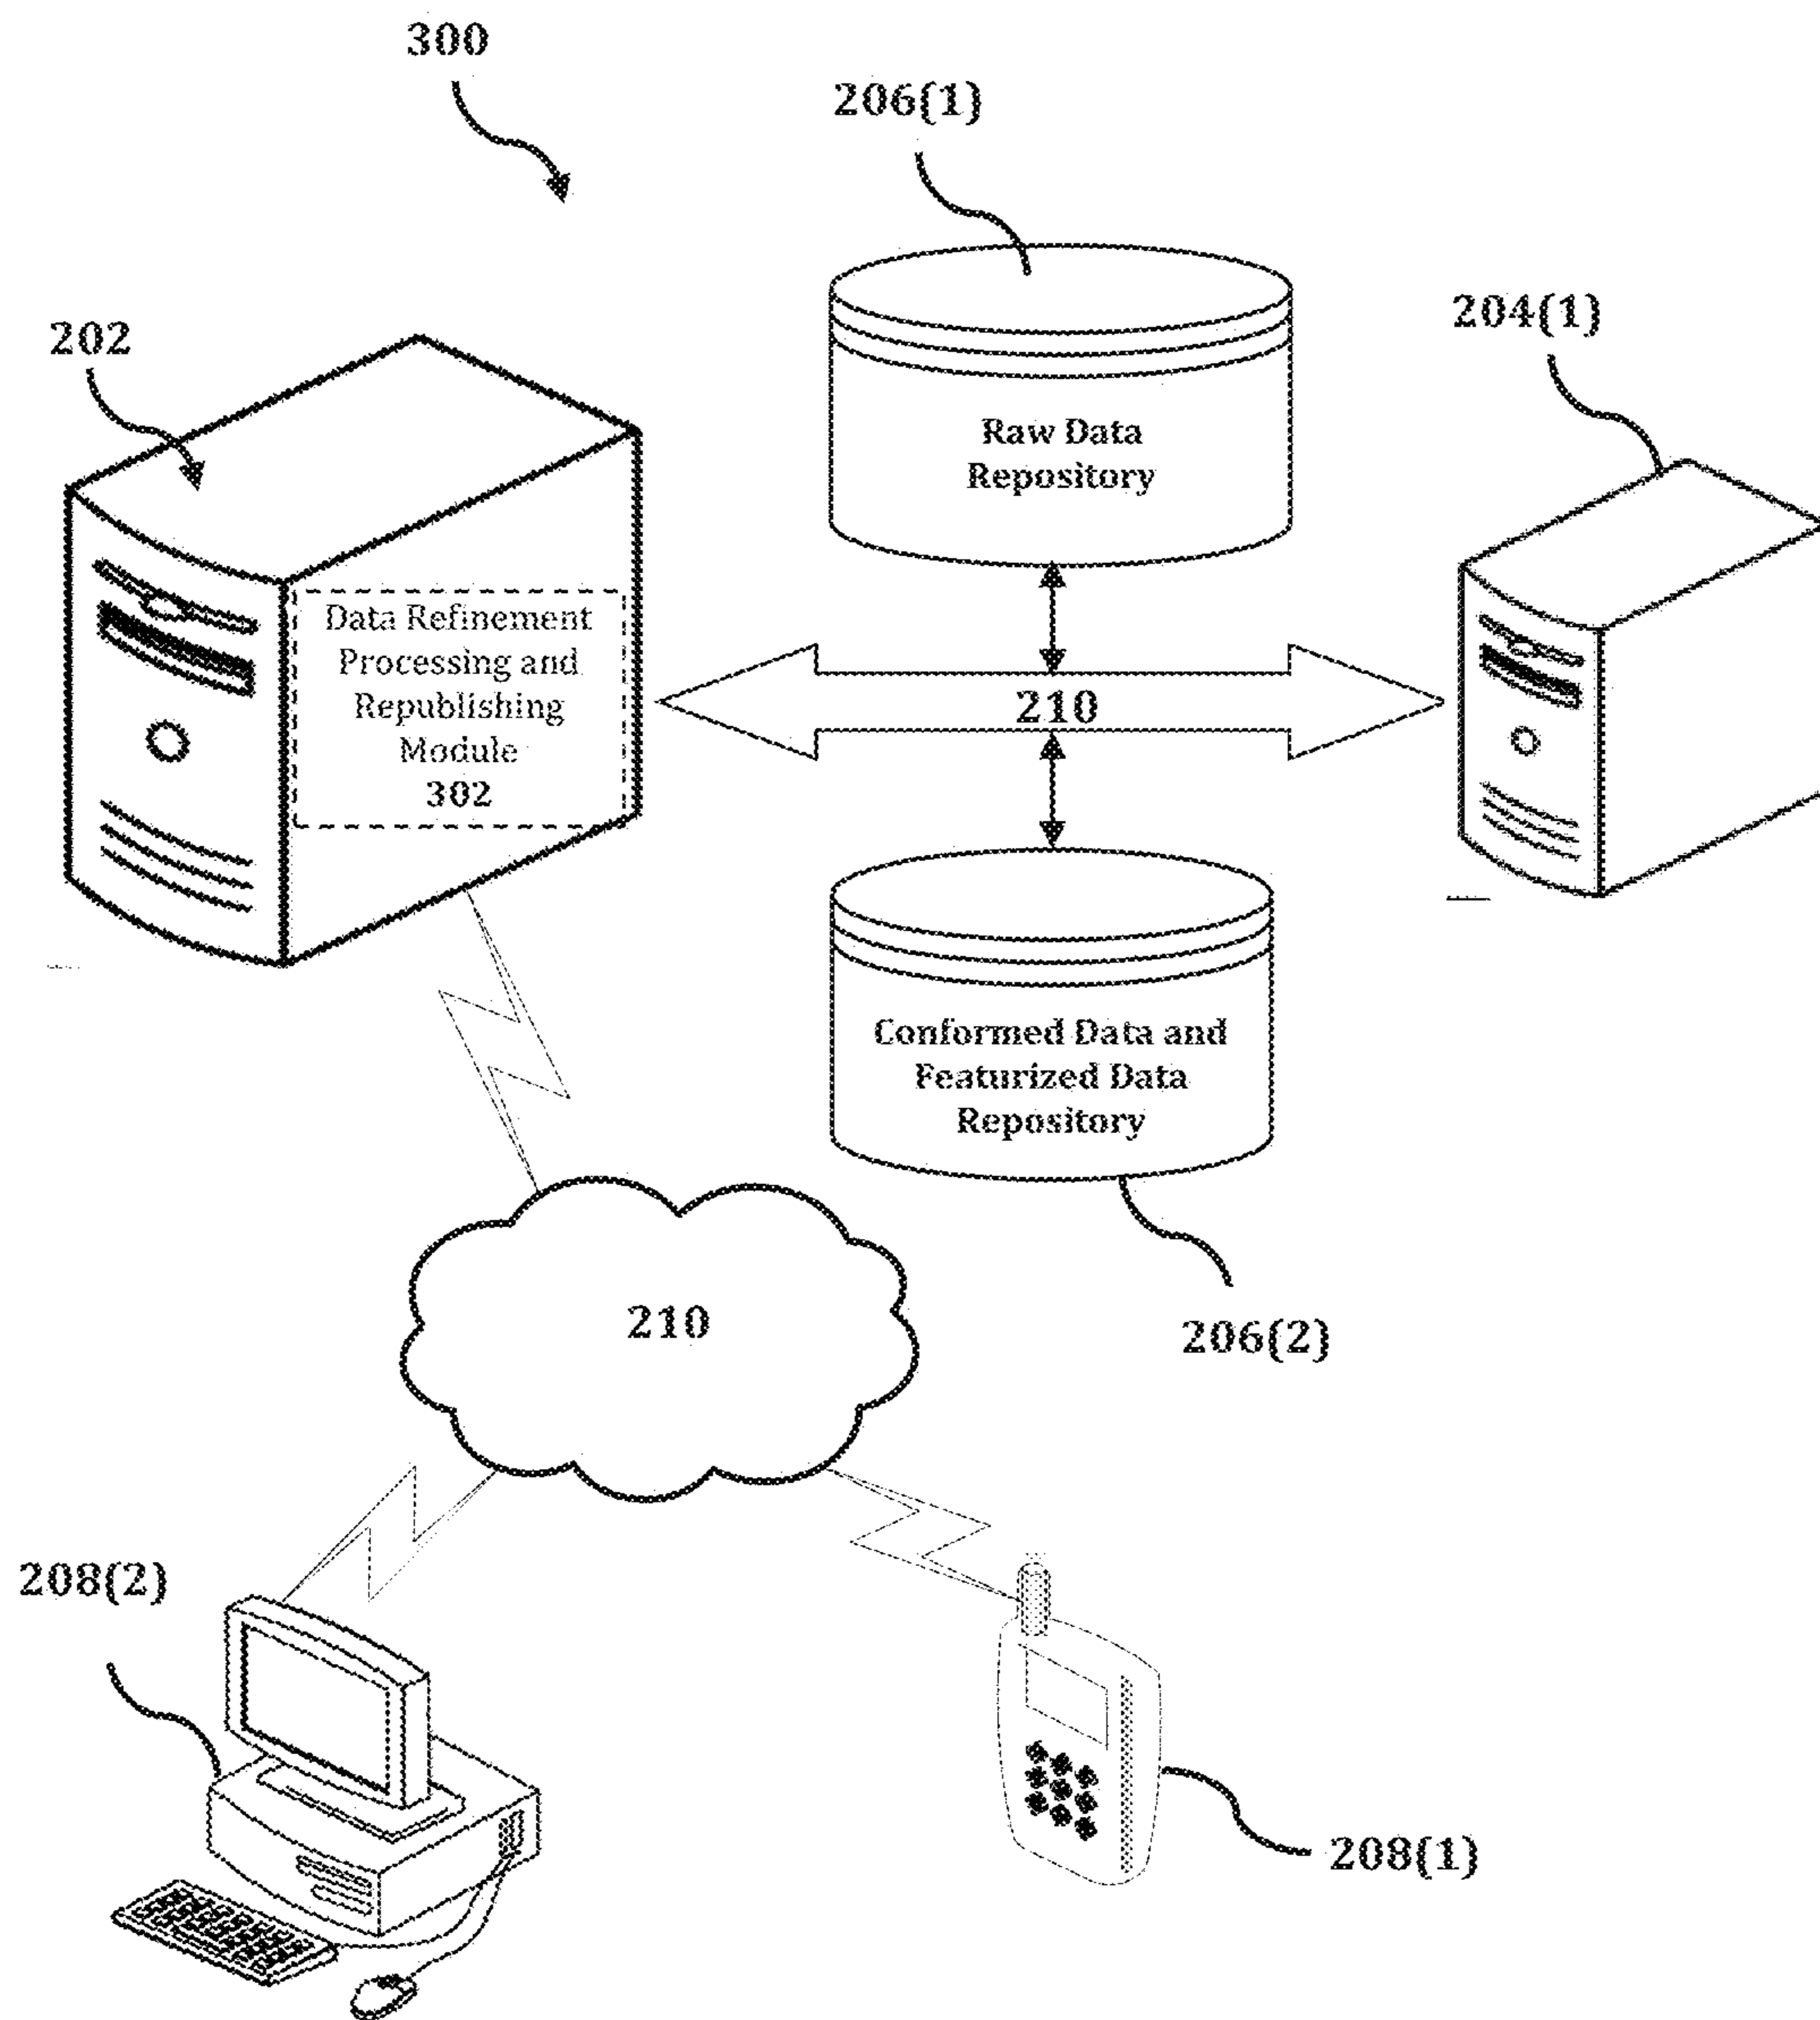 300
206(1)
204(1)
202
Raw Data
Repository
Data Refinement
Processing and
Republishing
Module
302
210
Conformed Data and
Featurized Data
Repository
210
206(2)
208(2)
208(1)